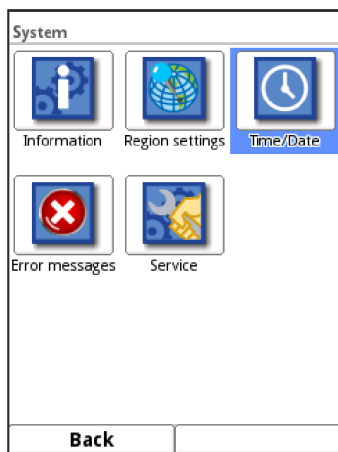 System
Information Region settings Time/Date
Error messages Service
Back